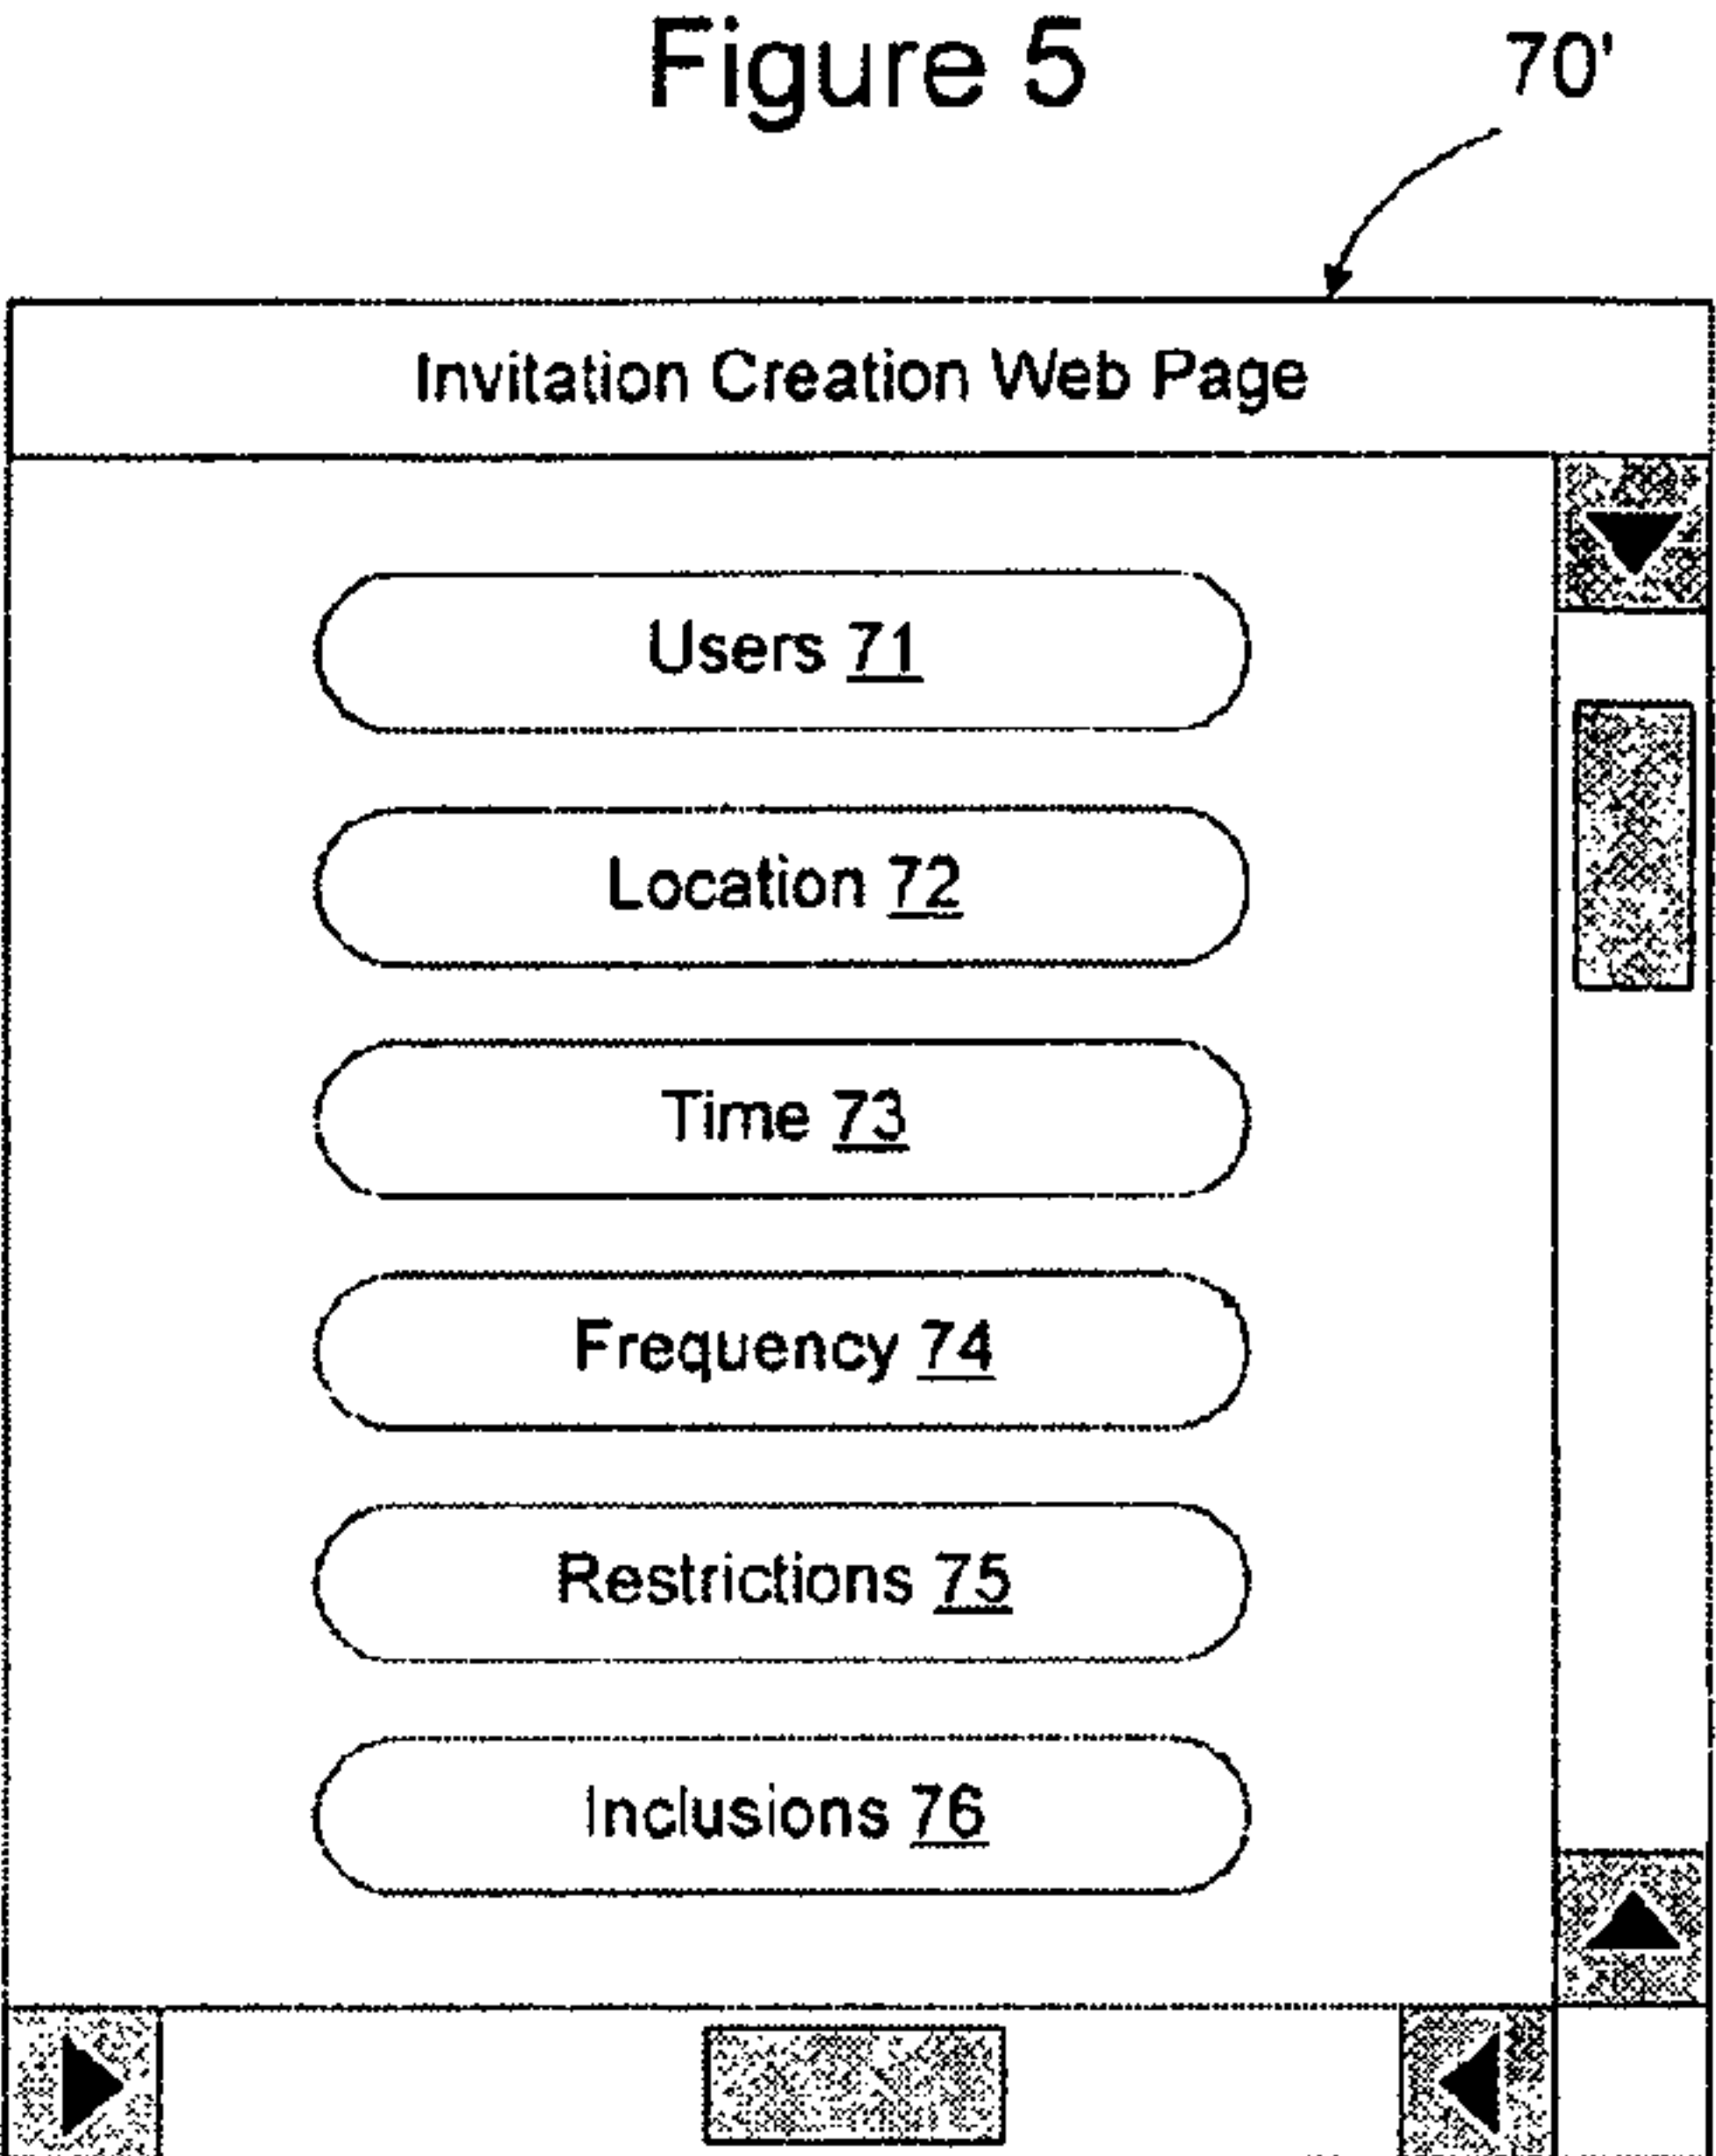 Figure 5
70'
Invitation Creation Web Page
Users 71
Location 72
Time 73
Frequency 74
Restrictions 75
Inclusions 76